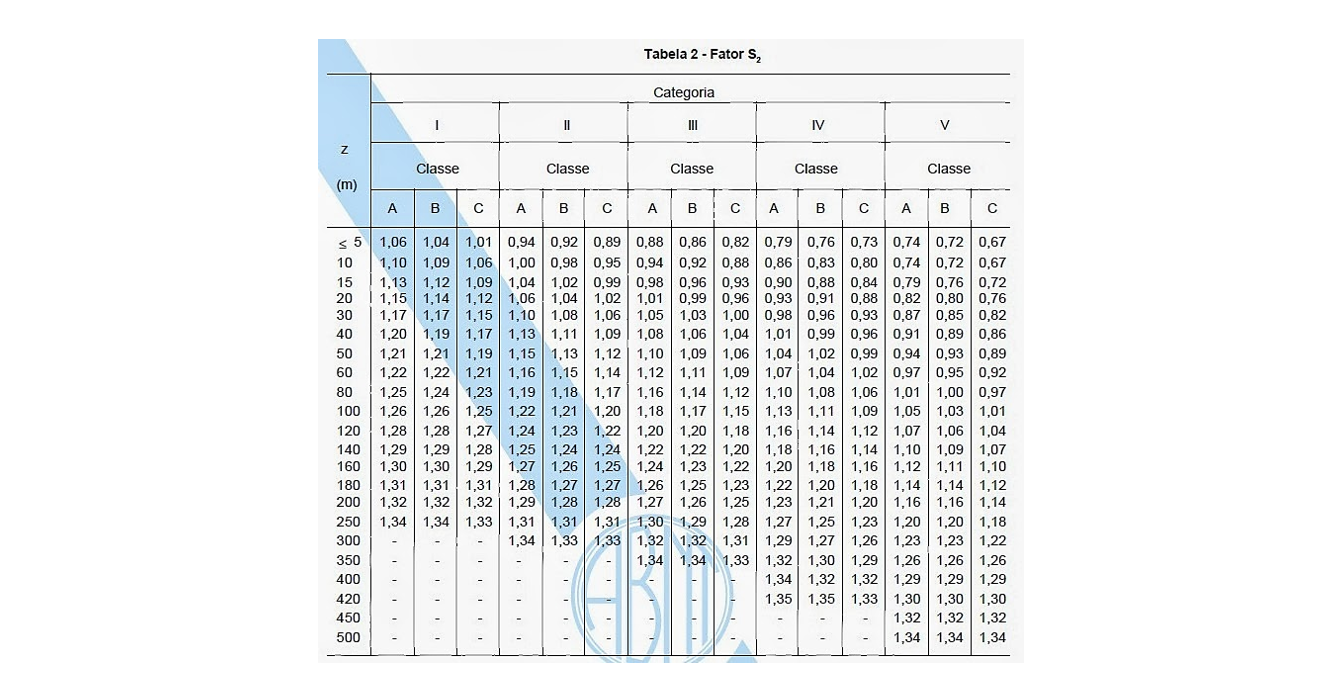 Tabela 2 - Fator S2
Categoria
I II III IV V
z
Classe Classe Classe Classe Classe
(m)
A B C A B C A B C A B C A B C
≤ 5 1,06 1,04 1,01 0,94 0,92 0,89 0,88 0,86 0,82 0,79 0,76 0,73 0,74 0,72 0,67
10 1,10 1,09 1,06 1,00 0,98 0,95 0,94 0,92 0,88 0,86 0,83 0,80 0,74 0,72 0,67
15 1,13 1,12 1,09 1,04 1,02 0,99 0,98 0,96 0,93 0,90 0,88 0,84 0,79 0,76 0,72
20 1,15 1,14 1,12 1,06 1,04 1,02 1,01 0,99 0,96 0,93 0,91 0,88 0,82 0,80 0,76
30 1,17 1,17 1,15 1,10 1,08 1,06 1,05 1,03 1,00 0,98 0,96 0,93 0,87 0,85 0,82
40 1,20 1,19 1,17 1,13 1,11 1,09 1,08 1,06 1,04 1,01 0,99 0,96 0,91 0,89 0,86
50 1,21 1,21 1,19 1,15 1,13 1,12 1,10 1,09 1,06 1,04 1,02 0,99 0,94 0,93 0,89
60 1,22 1,22 1,21 1,16 1,15 1,14 1,12 1,11 1,09 1,07 1,04 1,02 0,97 0,95 0,92
80 1,25 1,24 1,23 1,19 1,18 1,17 1,16 1,14 1,12 1,10 1,08 1,06 1,01 1,00 0,97
100 1,26 1,26 1,25 1,22 1,21 1,20 1,18 1,17 1,15 1,13 1,11 1,09 1,05 1,03 1,01
120 1,28 1,28 1,27 1,24 1,23 1,22 1,20 1,20 1,18 1,16 1,14 1,12 1,07 1,06 1,04
140 1,29 1,29 1,28 1,25 1,24 1,24 1,22 1,22 1,20 1,18 1,16 1,14 1,10 1,09 1,07
160 1,30 1,30 1,29 1,27 1,26 1,25 1,24 1,23 1,22 1,20 1,18 1,16 1,12 1,11 1,10
180 1,31 1,31 1,31 1,28 1,27 1,27 1,26 1,25 1,23 1,22 1,20 1,18 1,14 1,14 1,12
200 1,32 1,32 1,32 1,29 1,28 1,28 1,27 1,26 1,25 1,23 1,21 1,20 1,16 1,16 1,14
250 1,34 1,34 1,33 1,31 1,31 1,31 1,30 1,29 1,28 1,27 1,25 1,23 1,20 1,20 1,18
300 - - - 1,34 1,33 1,33 1,32 1,32 1,31 1,29 1,27 1,26 1,23 1,23 1,22
350 - - - - - - 1,34 1,34 1,33 1,32 1,30 1,29 1,26 1,26 1,26
400 - - - - - - - - - 1,34 1,32 1,32 1,29 1,29 1,29
420 - - - - - - - - - 1,35 1,35 1,33 1,30 1,30 1,30
450 - - - - - - - - - - - - 1,32 1,32 1,32
500 - - - - - - - - - - - - 1,34 1,34 1,34
ABNT